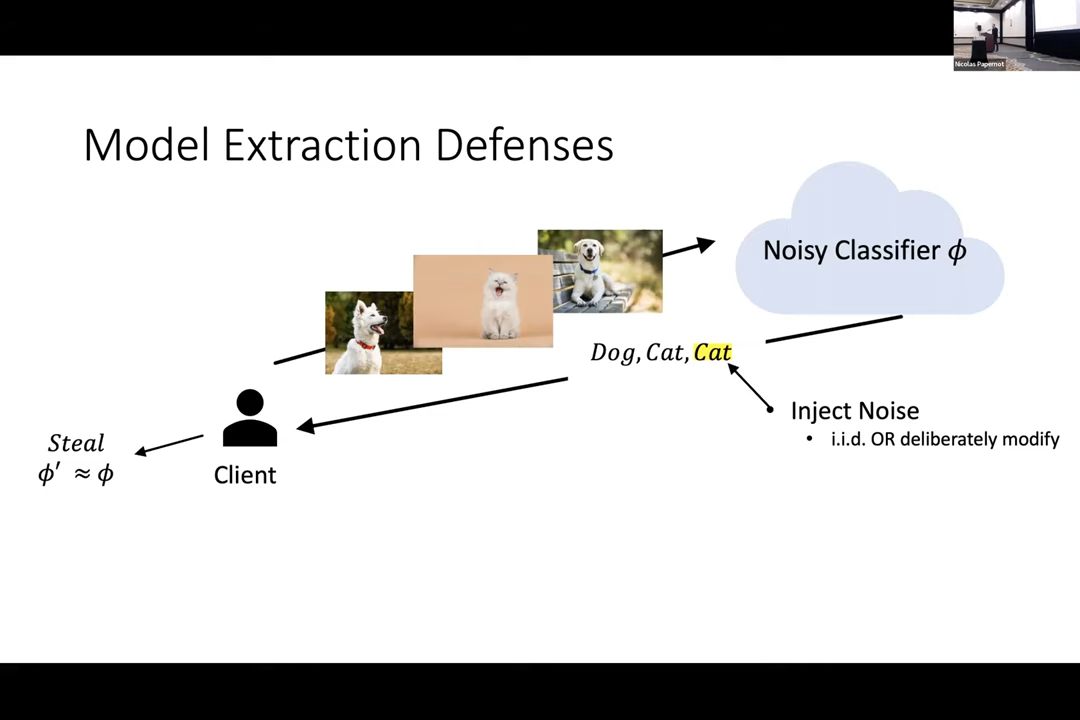 Nicolas Papernot
Model Extraction Defenses
Noisy Classifier ϕ
Dog, Cat, Cat
Inject Noise
• i.i.d. OR deliberately modify
Steal
ϕ′ ≈ ϕ
Client